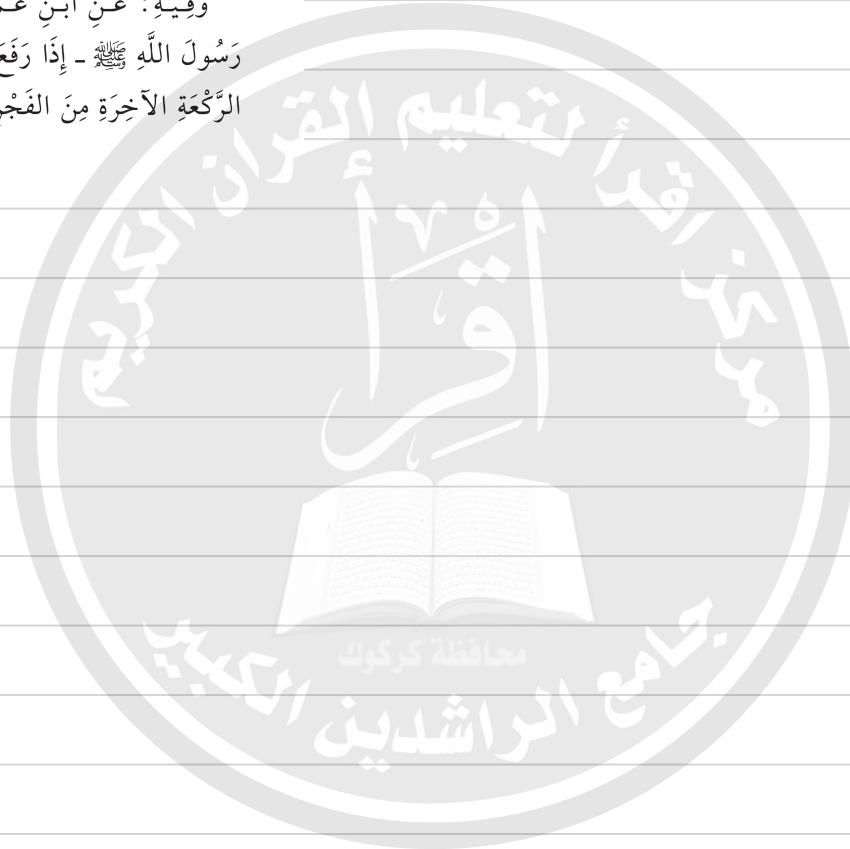 وَفِيهِ: عَنِ ابْنِ
رَسُولَ اللَّهِ ﷺ ـ إِذَا رَفَعَ
الرَّكْعَةِ الآخِرَةِ مِنَ الفَجْرِ
مركز اقرأ لتعليم القرآن الكريم
اقرأ
محافظة كركوك
جامع الراشدين الكبير